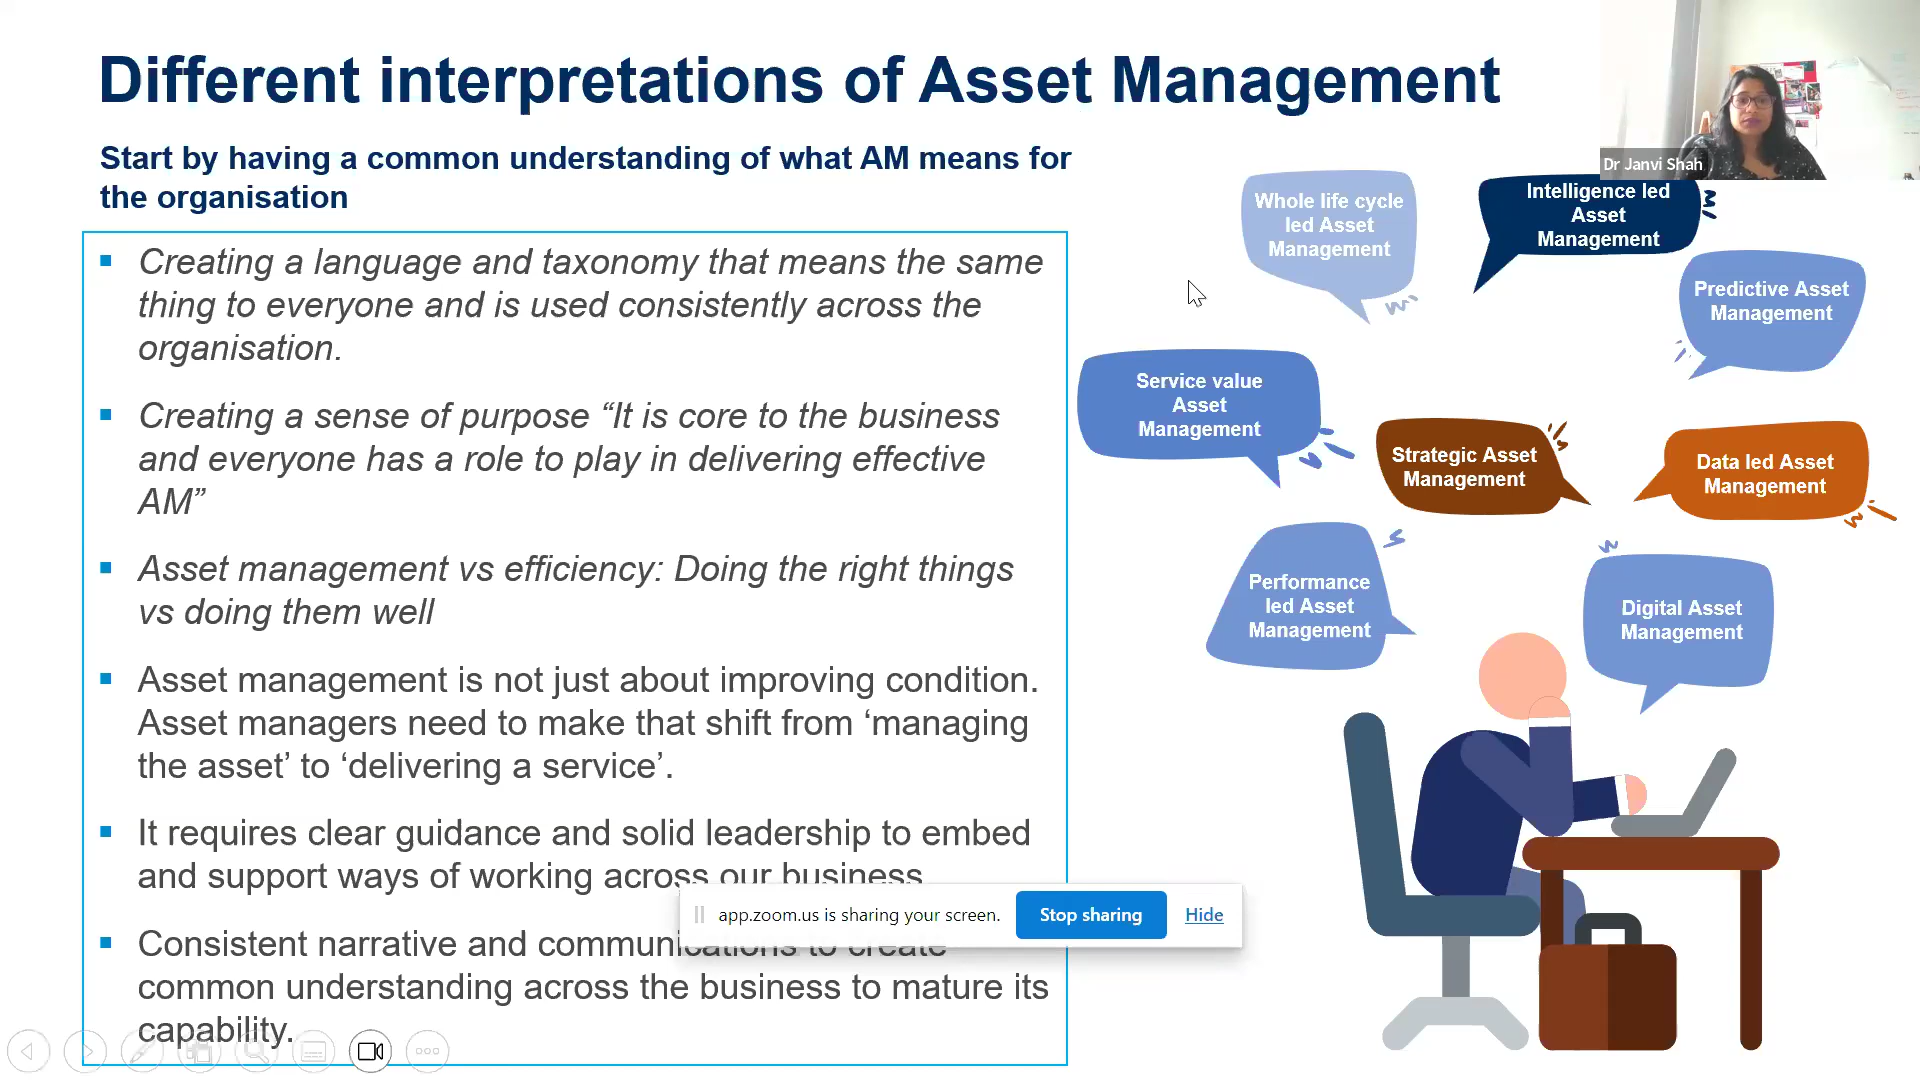 Different interpretations of Asset Management
Start by having a common understanding of what AM means for
the organisation
Creating a language and taxonomy that means the same
thing to everyone and is used consistently across the
organisation.
Creating a sense of purpose “It is core to the business
and everyone has a role to play in delivering effective
AM”
Asset management vs efficiency: Doing the right things
vs doing them well
Asset management is not just about improving condition.
Asset managers need to make that shift from ‘managing
the asset’ to ‘delivering a service’.
It requires clear guidance and solid leadership to embed
and support ways of working across our business
Consistent narrative and communications to create
common understanding across the business to mature its
capability.
Dr Janvi Shah
Whole life cycle
led Asset
Management
Intelligence led
Asset
Management
Predictive Asset
Management
Service value
Asset
Management
Strategic Asset
Management
Data led Asset
Management
Performance
led Asset
Management
Digital Asset
Management
app.zoom.us is sharing your screen.
Stop sharing
Hide